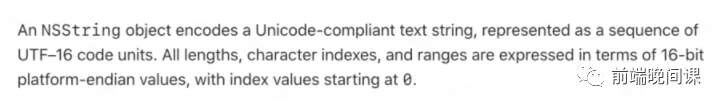 An NSString object encodes a Unicode-compliant text string, represented as a sequence of
UTF–16 code units. All lengths, character indexes, and ranges are expressed in terms of 16-bit
platform-endian values, with index values starting at 0.
前端晚间课